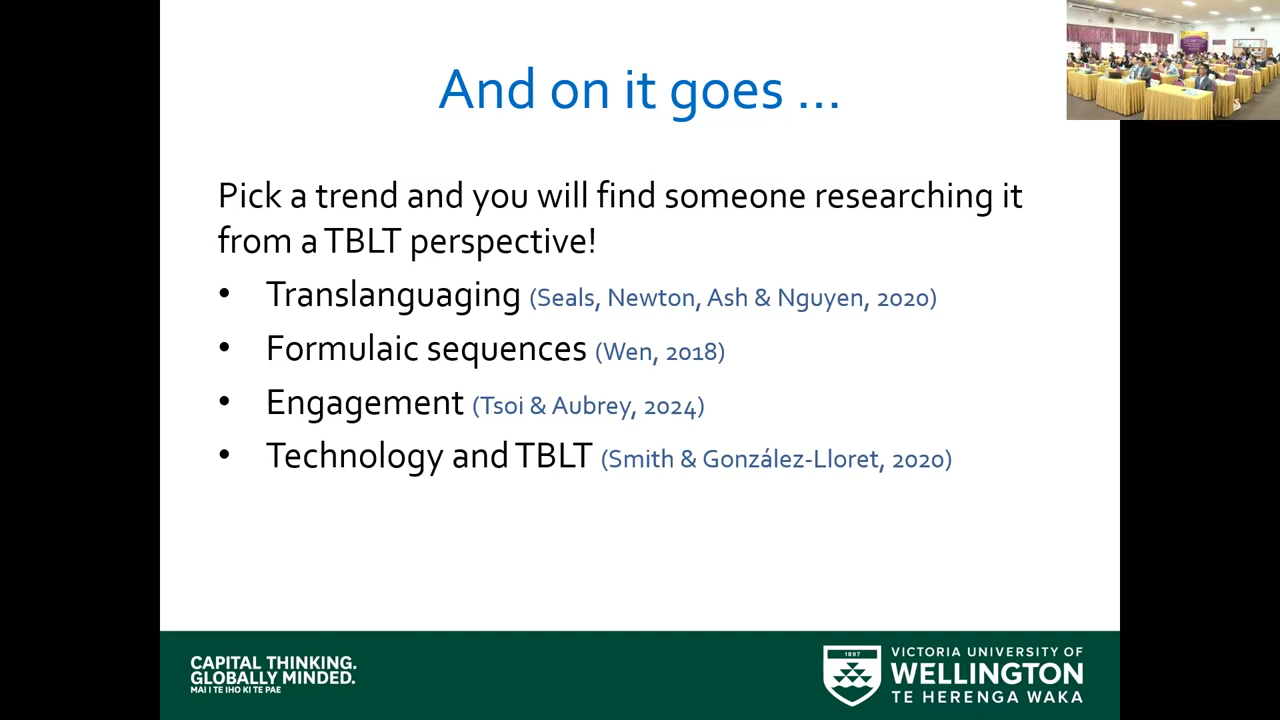 And on it goes ...
Pick a trend and you will find someone researching it
from a TBLT perspective!
• Translanguaging (Seals, Newton, Ash & Nguyen, 2020)
• Formulaic sequences (Wen, 2018)
• Engagement (Tsoi & Aubrey, 2024)
• Technology and TBLT (Smith & González-Lloret, 2020)
CAPITAL THINKING.
GLOBALLY MINDED.
MAI I TE IHO KI TE PAE
1897
VICTORIA UNIVERSITY OF
WELLINGTON
TE HERENGA WAKA